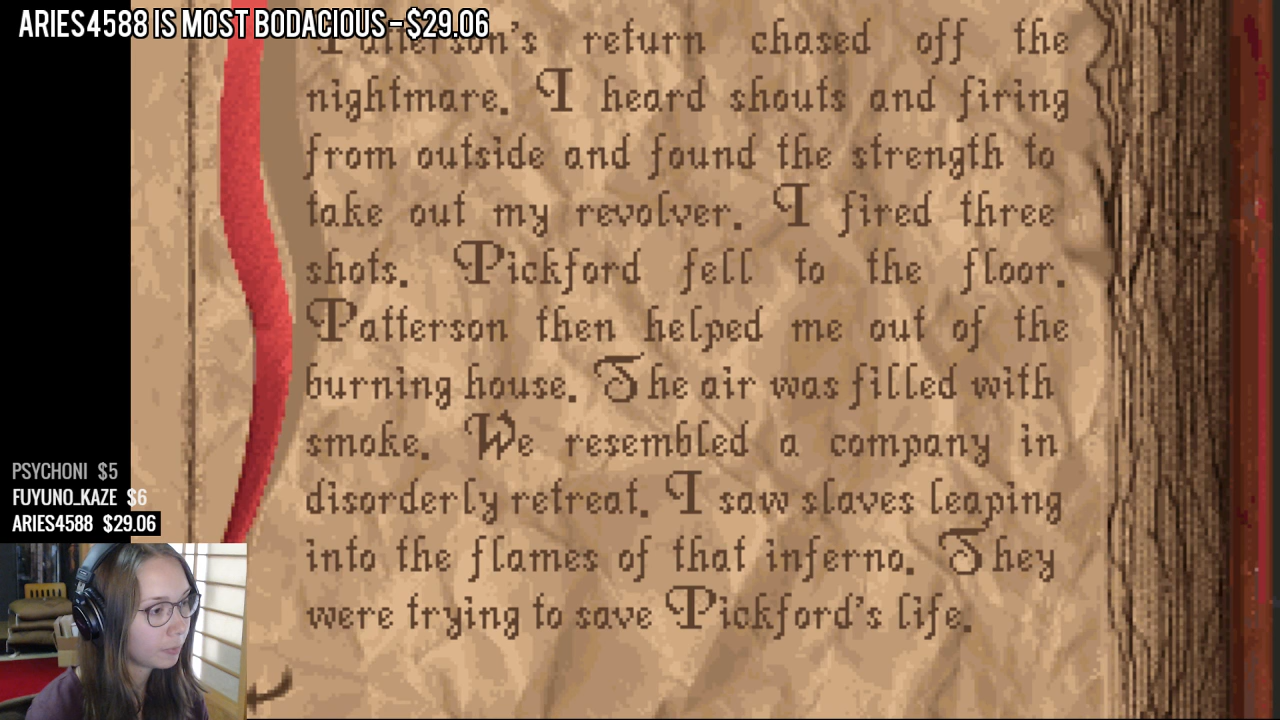 ARIES4588 IS MOST BODACIOUS - $29.06
Patterson's return chased off the
nightmare. I heard shouts and firing
from outside and found the strength to
take out my revolver. I fired three
shots. Pickford fell to the floor.
Patterson then helped me out of the
burning house. The air was filled with
smoke. We resembled a company in
disorderly retreat. I saw slaves leaping
into the flames of that inferno. They
were trying to save Pickford's life.
PSYCHONI $5
FUYUNO_KAZE $6
ARIES4588 $29.06